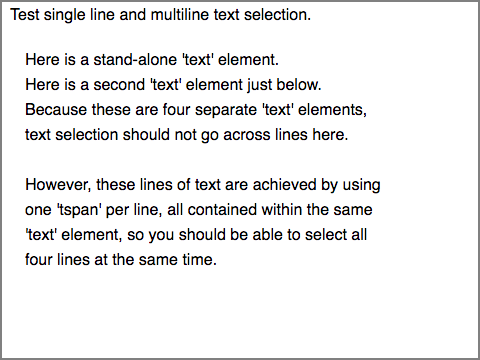 Test single line and multiline text selection.
Here is a stand-alone 'text' element.
Here is a second 'text' element just below.
Because these are four separate 'text' elements,
text selection should not go across lines here.
However, these lines of text are achieved by using
one 'tspan' per line, all contained within the same
'text' element, so you should be able to select all
four lines at the same time.